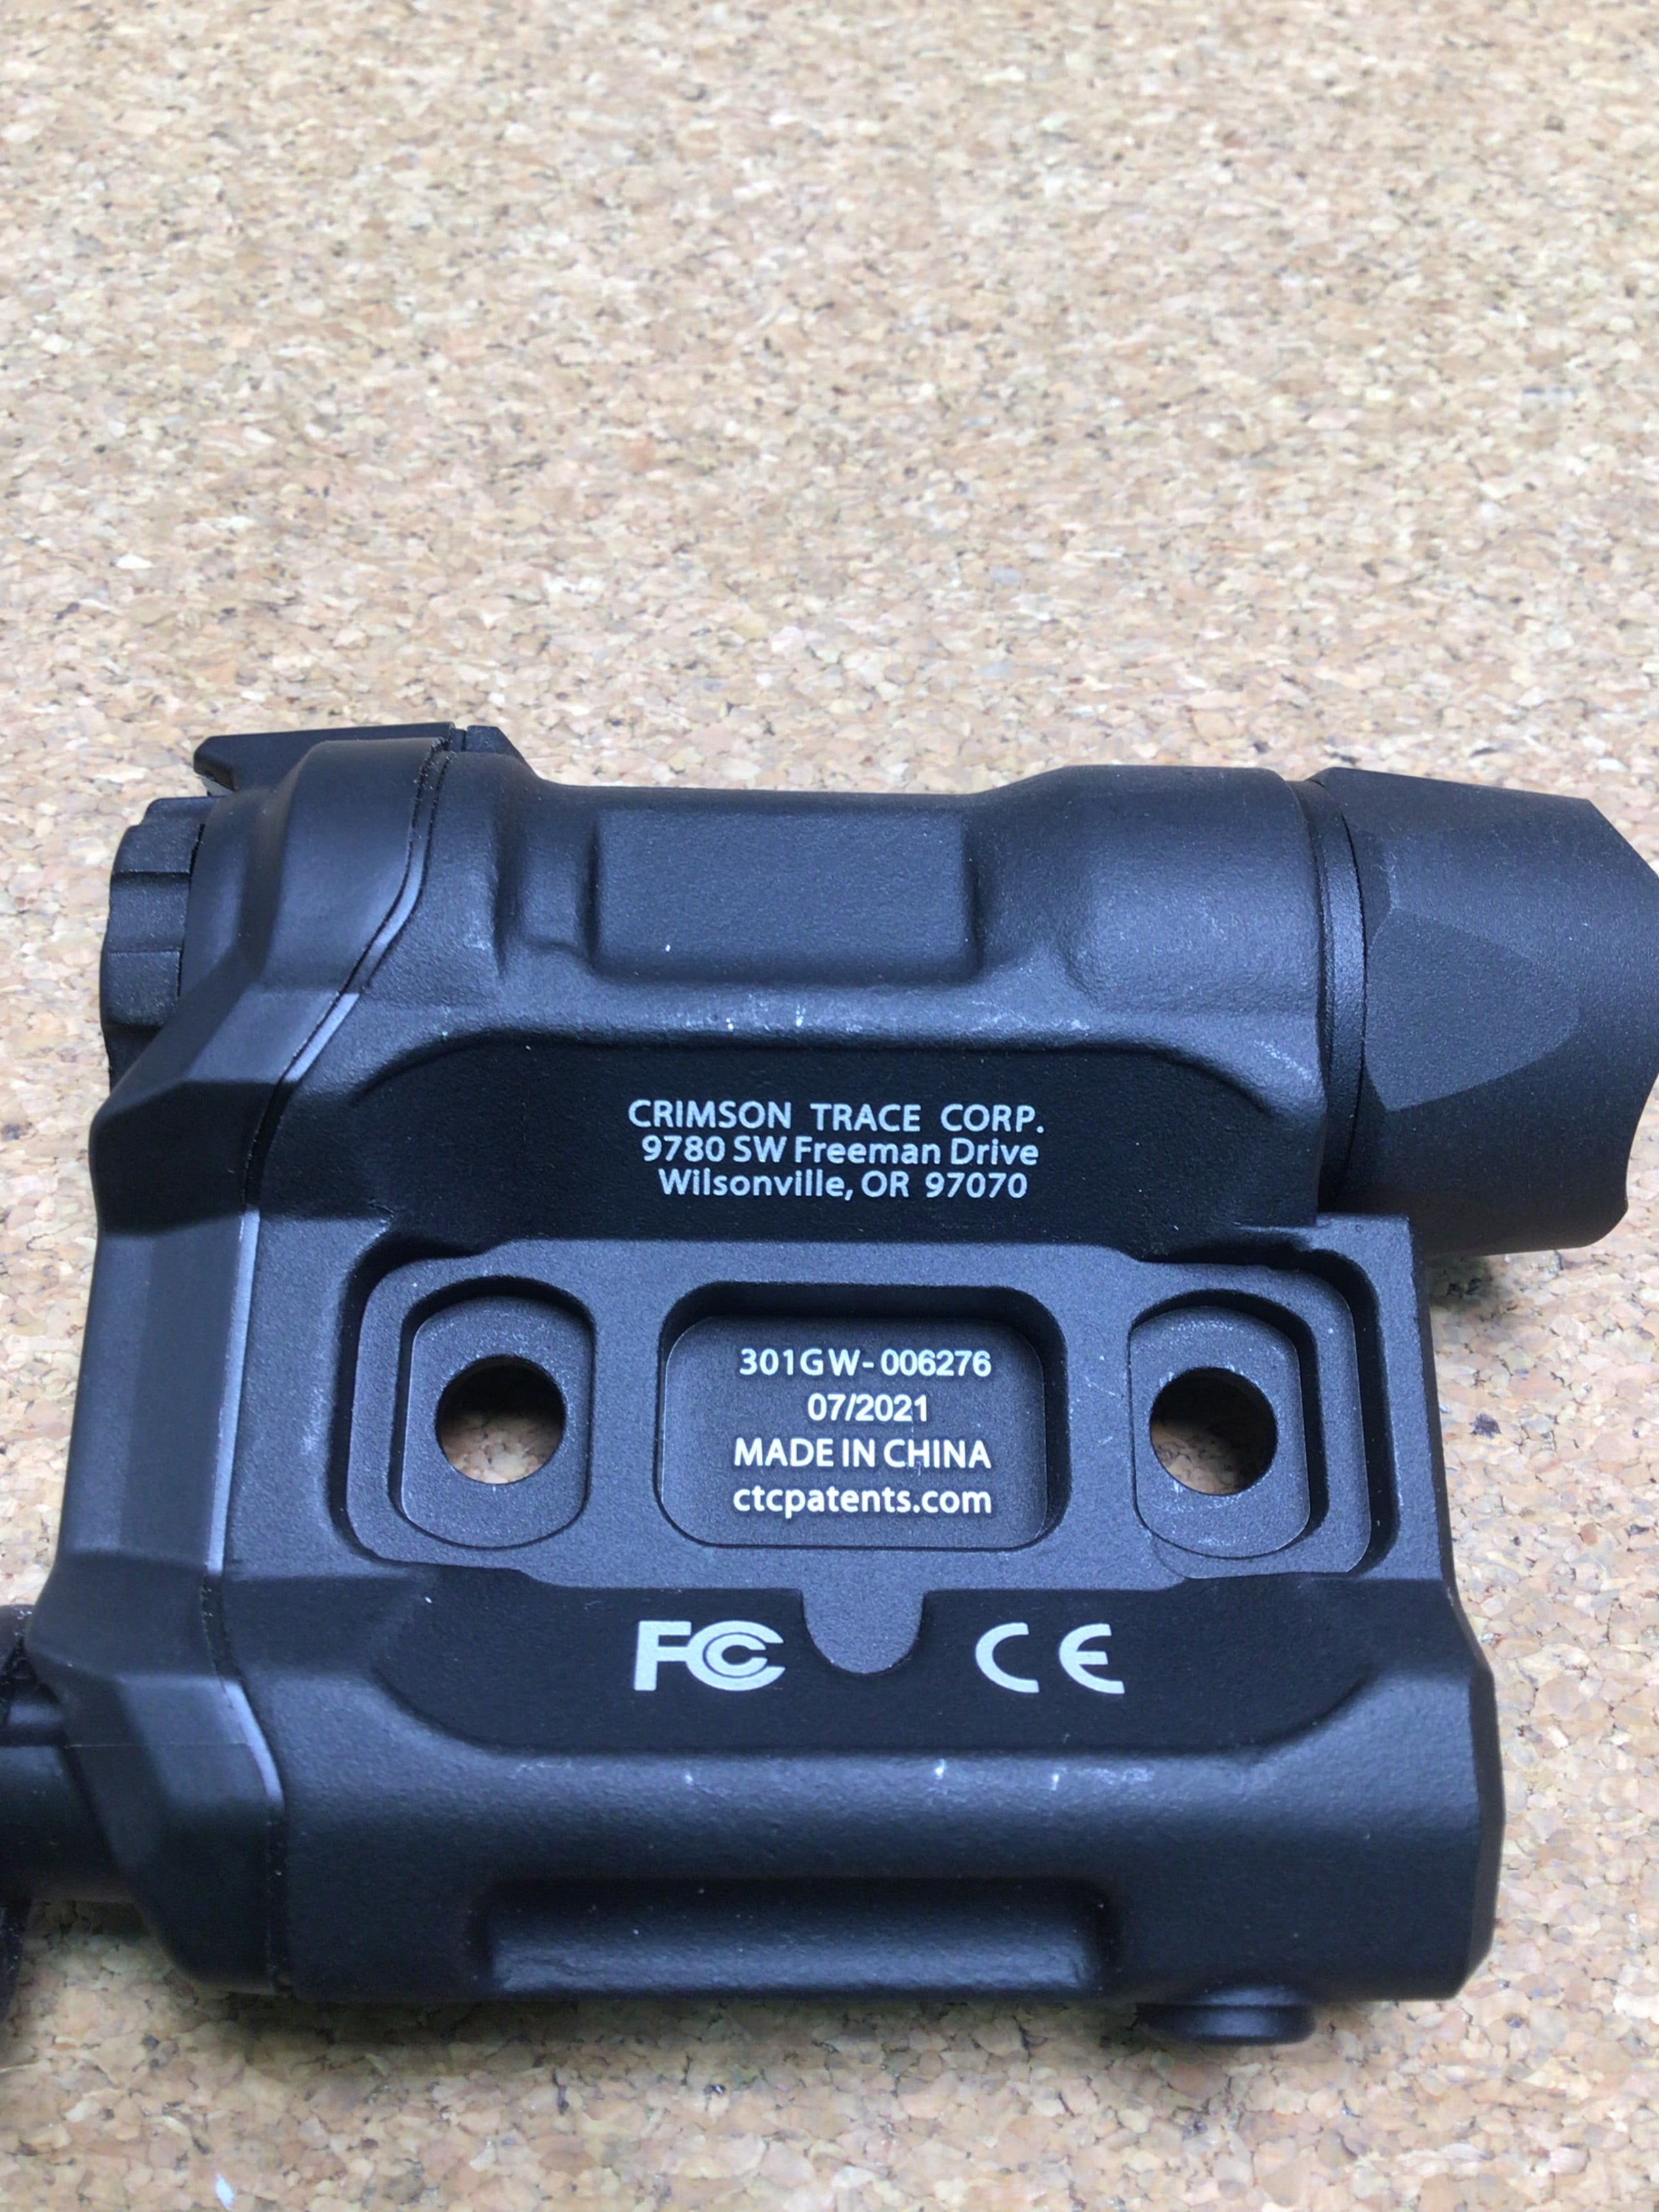 CRIMSON TRACE CORP.
9780 SW Freeman Drive
Wilsonville, OR 97070
301GW-006276
07/2021
MADE IN CHINA
ctcpatents.com
FC CE